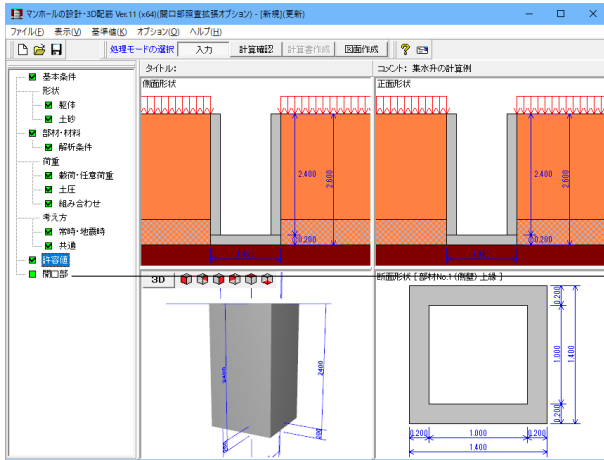 マンホールの設計・3D配筋 Ver.11 (x64)(開口部照査拡張オプション) - [新規](更新)
ファイル(F) 表示(V) 基準値(K) オプション(O) ヘルプ(H)
処理モードの選択 入力 計算確認 計算書作成 図面作成
タイトル: コメント: 集水升の計算例
基本条件
形状
躯体
土砂
部材・材料
解析条件
荷重
載荷・任意荷重
土圧
組み合わせ
考え方
常時・地震時
共通
許容値
開口部
側面形状
2.400
2.600
0.200
正面形状
2.400
2.600
0.200
3D
2400
2400
200
断面形状 [ 部材No.1 (側壁) 上縁 ]
0.200
1.000
1.400
0.200
0.200 1.000 0.200
1.400